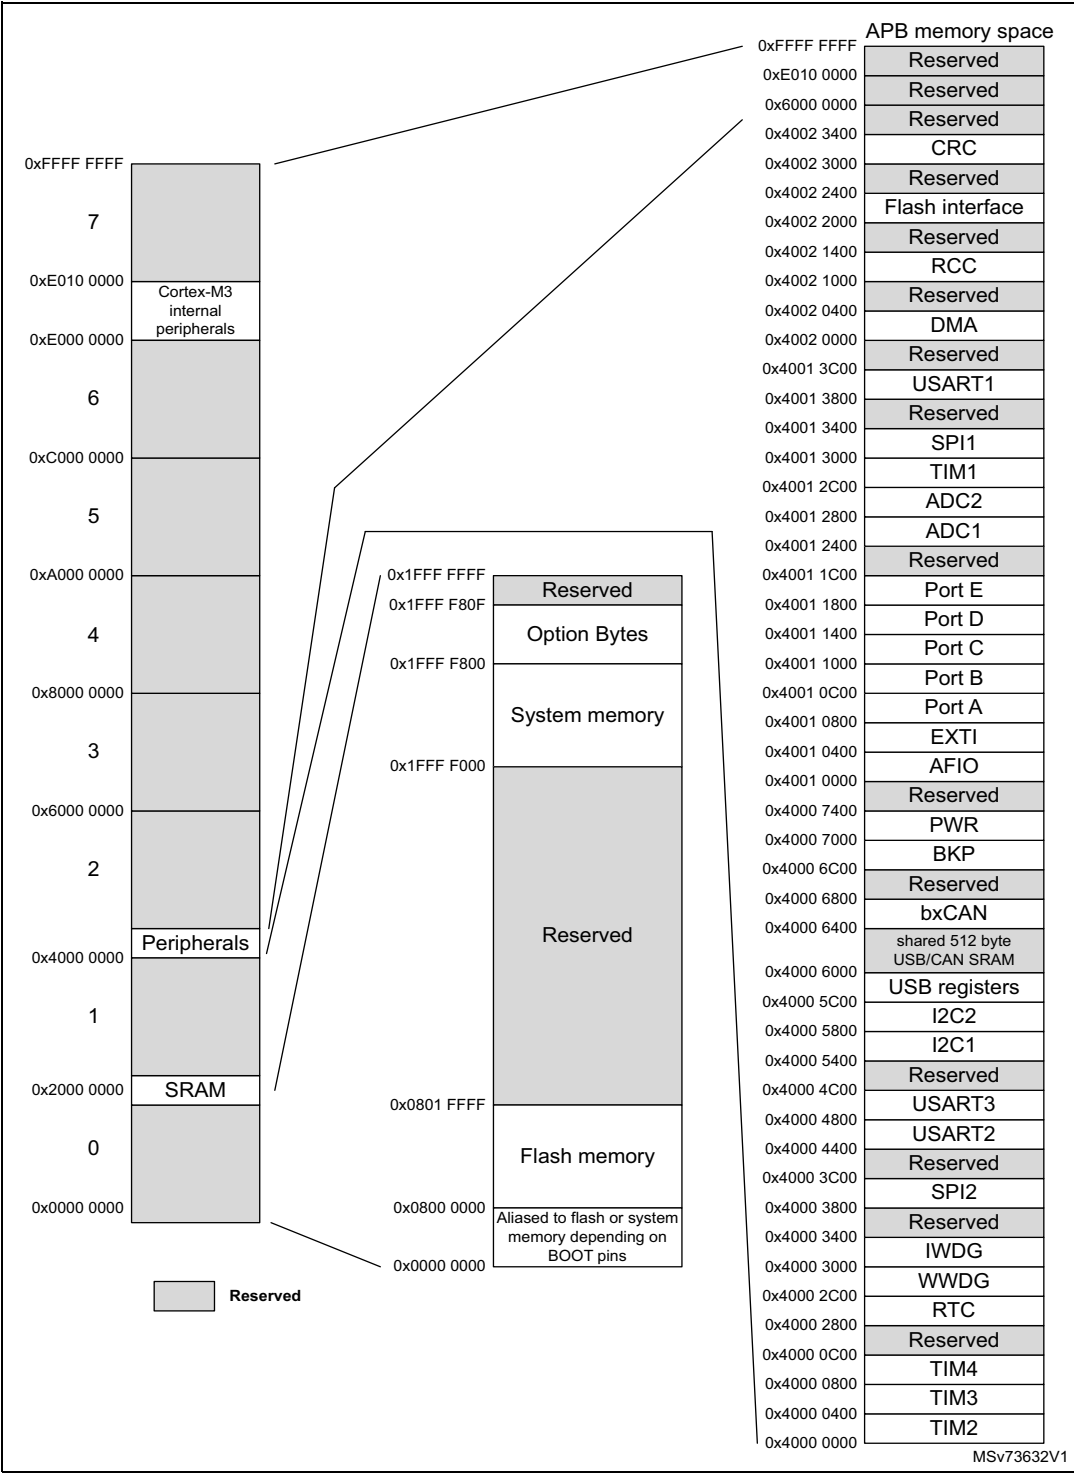 0xFFFF FFFF
7
0xE010 0000
Cortex-M3
internal
peripherals
0xE000 0000
6
0xC000 0000
5
0xA000 0000
4
0x8000 0000
3
0x6000 0000
2
Peripherals
0x4000 0000
1
0x2000 0000
SRAM
0
0x0000 0000
Reserved
0x1FFF FFFF
Reserved
0x1FFF F80F
Option Bytes
0x1FFF F800
System memory
0x1FFF F000
Reserved
0x0801 FFFF
Flash memory
0x0800 0000
Aliased to flash or system
memory depending on
BOOT pins
0x0000 0000
APB memory space
0xFFFF FFFF
Reserved
0xE010 0000
Reserved
0x6000 0000
Reserved
0x4002 3400
CRC
0x4002 3000
Reserved
0x4002 2400
Flash interface
0x4002 2000
Reserved
0x4002 1400
RCC
0x4002 1000
Reserved
0x4002 0400
DMA
0x4002 0000
Reserved
0x4001 3C00
USART1
0x4001 3800
Reserved
0x4001 3400
SPI1
0x4001 3000
TIM1
0x4001 2C00
ADC2
0x4001 2800
ADC1
0x4001 2400
Reserved
0x4001 1C00
Port E
0x4001 1800
Port D
0x4001 1400
Port C
0x4001 1000
Port B
0x4001 0C00
Port A
0x4001 0800
EXTI
0x4001 0400
AFIO
0x4001 0000
Reserved
0x4000 7400
PWR
0x4000 7000
BKP
0x4000 6C00
Reserved
0x4000 6800
bxCAN
0x4000 6400
shared 512 byte
USB/CAN SRAM
0x4000 6000
USB registers
0x4000 5C00
I2C2
0x4000 5800
I2C1
0x4000 5400
Reserved
0x4000 4C00
USART3
0x4000 4800
USART2
0x4000 4400
Reserved
0x4000 3C00
SPI2
0x4000 3800
Reserved
0x4000 3400
IWDG
0x4000 3000
WWDG
0x4000 2C00
RTC
0x4000 2800
Reserved
0x4000 0C00
TIM4
0x4000 0800
TIM3
0x4000 0400
TIM2
0x4000 0000
MSv73632V1